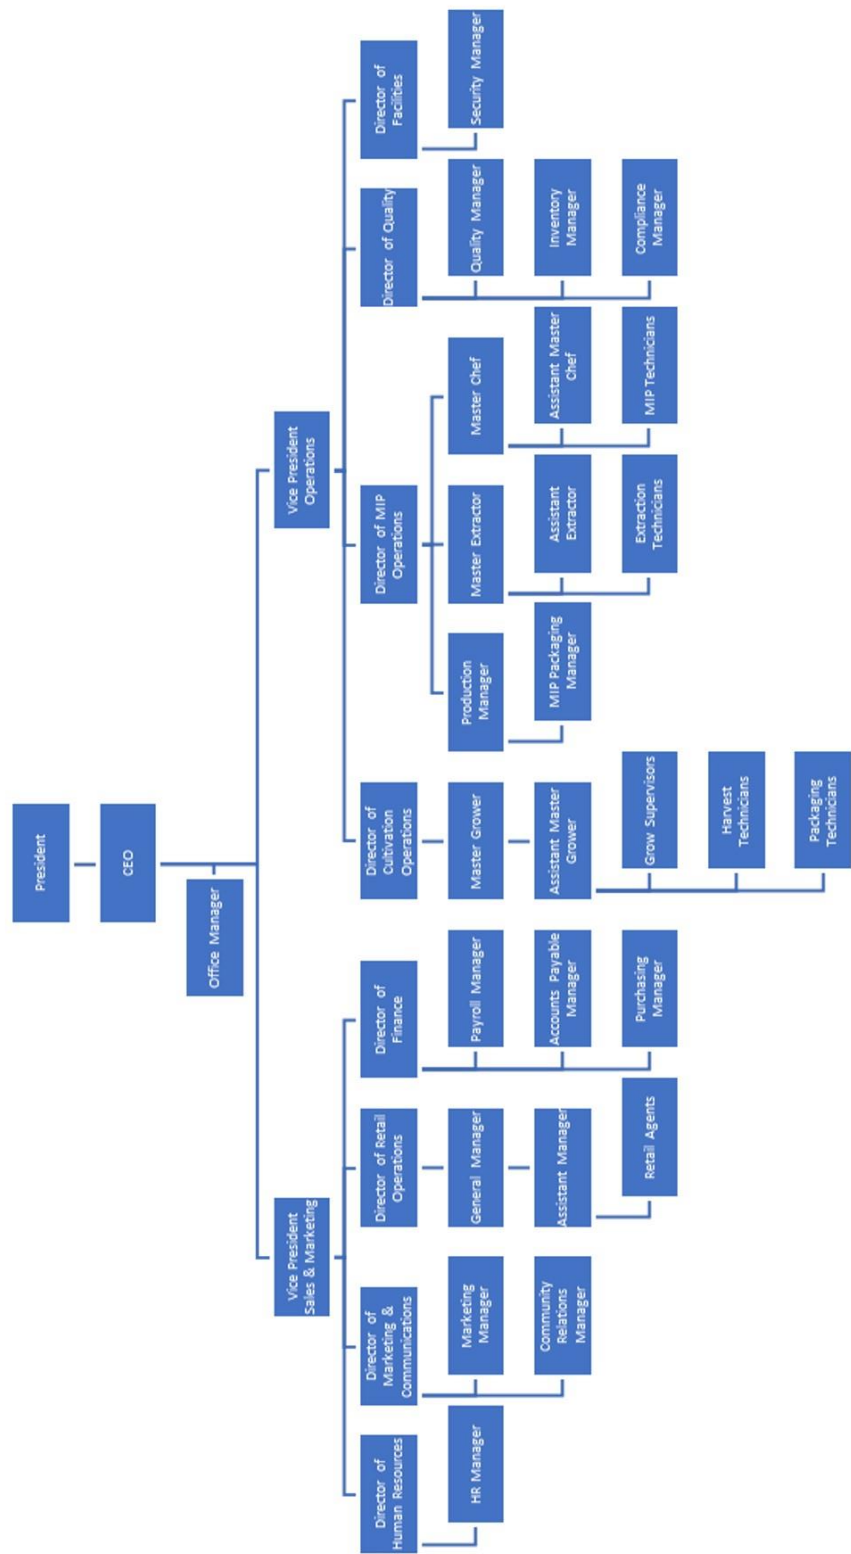 President
CEO
Office Manager
Vice President
Sales & Marketing
Vice President
Operations
Director of
Human Resources
Director of
Marketing &
Communications
Director of Retail
Operations
Director of
Finance
Director of
Cultivation
Operations
Director of MIP
Operations
Director of Quality
Director of
Facilities
HR Manager
Marketing
Manager
General Manager
Payroll Manager
Master Grower
Production
Manager
Master Extractor
Master Chef
Quality Manager
Security Manager
Community
Relations
Manager
Assistant Manager
Accounts Payable
Manager
Assistant Master
Grower
MIP Packaging
Manager
Assistant
Extractor
Assistant Master
Chef
Inventory
Manager
Retail Agents
Purchasing
Manager
Grow Supervisors
Extraction
Technicians
MIP Technicians
Compliance
Manager
Harvest
Technicians
Packaging
Technicians